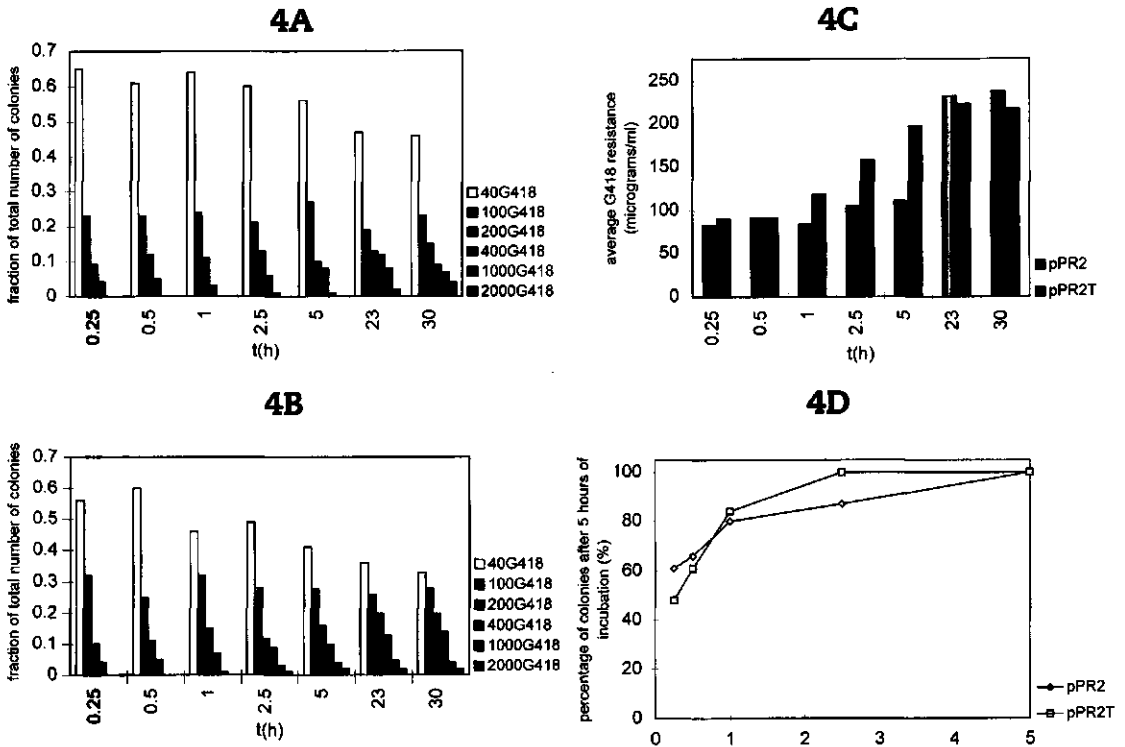 4A
fraction of total number of colonies
0.7
0.6
0.5
0.4
0.3
0.2
0.1
0
0.25
0.5
1
2.5
5
23
30
t(h)
40G418
100G418
200G418
400G418
1000G418
2000G418
4C
average G418 resistance
(micrograms/ml)
250
200
150
100
50
0
0.25
0.5
1
2.5
5
23
30
t(h)
pPR2
pPR2T
4B
fraction of total number of colonies
0.7
0.6
0.5
0.4
0.3
0.2
0.1
0
0.25
0.5
1
2.5
5
23
30
t(h)
40G418
100G418
200G418
400G418
1000G418
2000G418
4D
percentage of colonies after 5 hours of
incubation (%)
100
80
60
40
20
0
0
1
2
3
4
5
pPR2
pPR2T